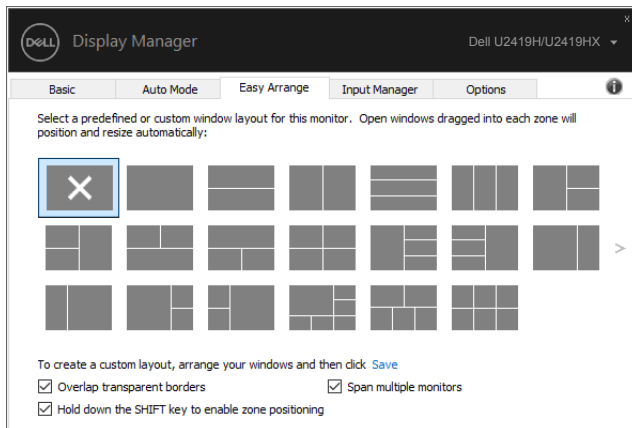 DELL Display Manager Dell U2419H/U2419HX
x
Basic Auto Mode Easy Arrange Input Manager Options
Select a predefined or custom window layout for this monitor. Open windows dragged into each zone will
position and resize automatically:
>
To create a custom layout, arrange your windows and then click Save
Overlap transparent borders Span multiple monitors
Hold down the SHIFT key to enable zone positioning